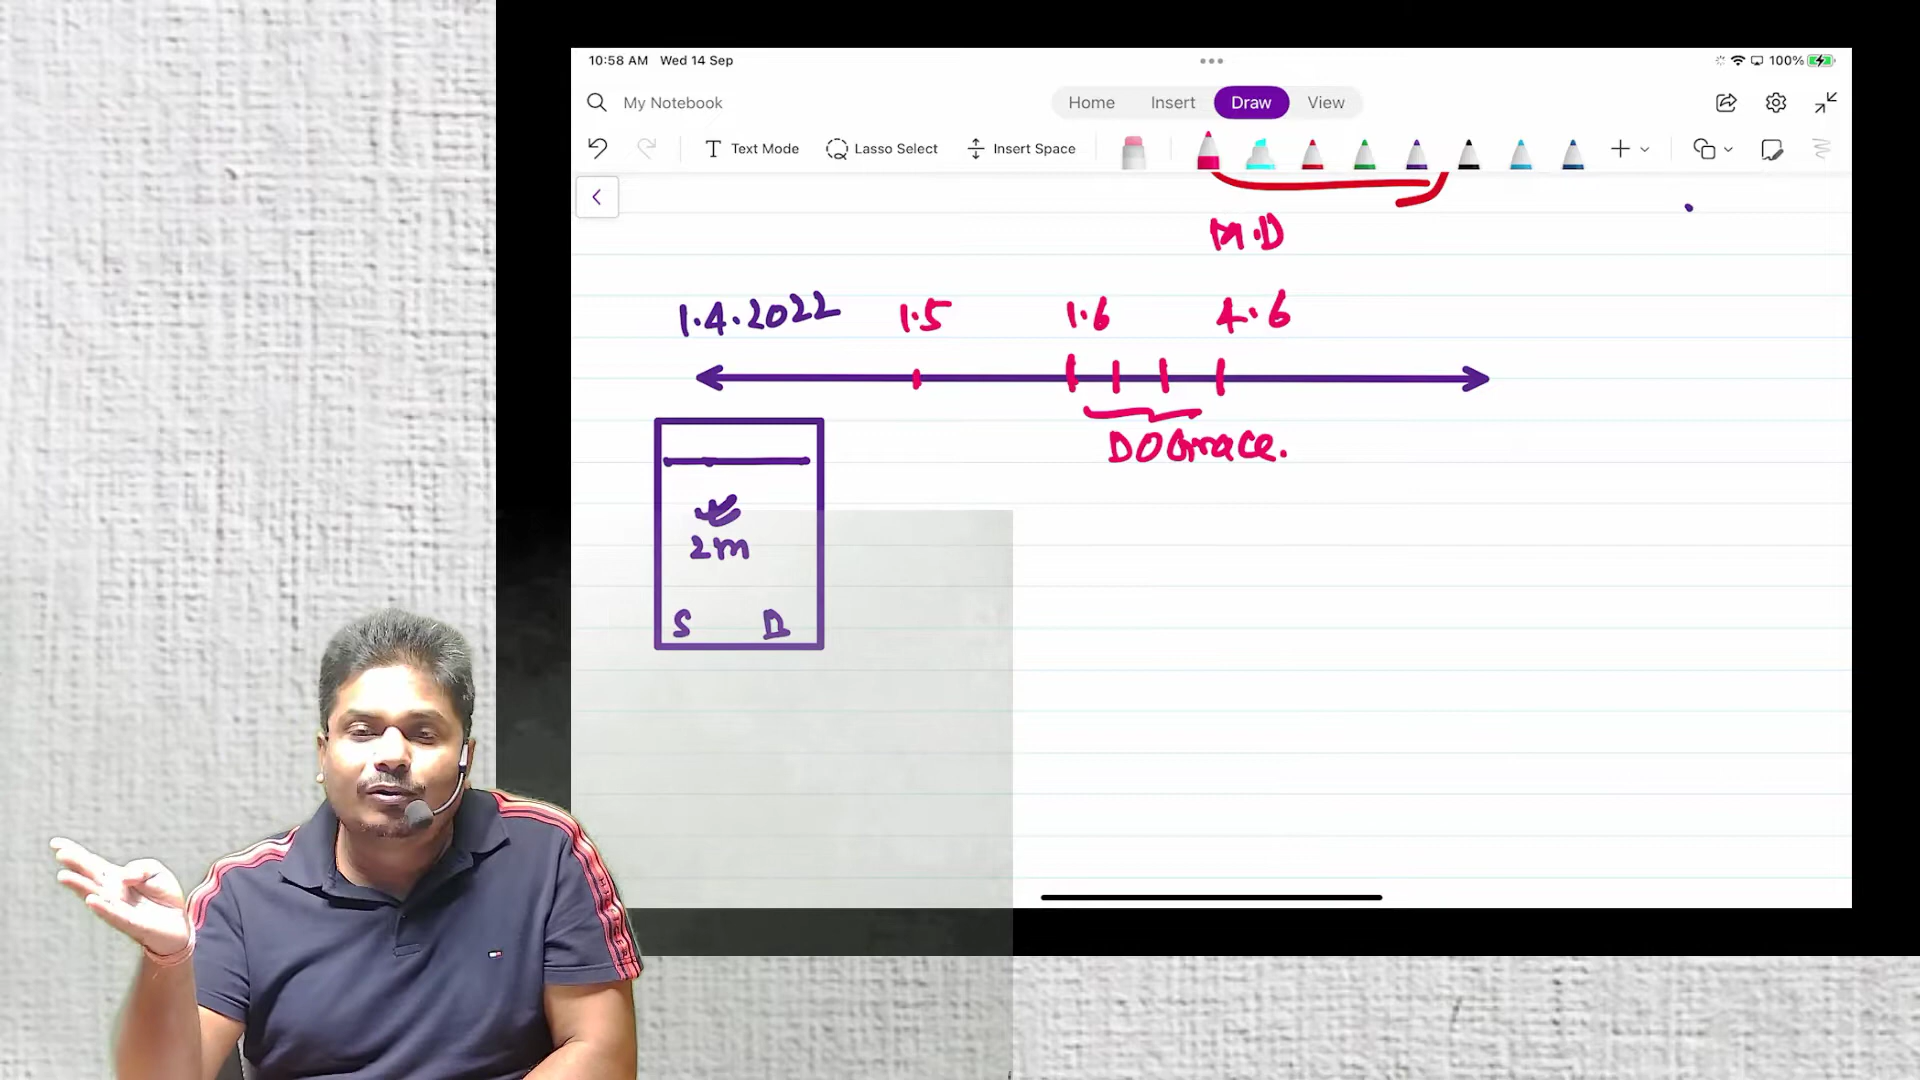 10:58 AM Wed 14 Sep
100%
My Notebook
Home Insert Draw View
T Text Mode Lasso Select Insert Space
M.D
1.4.2022 1.5 1.6 4.6
DOGrace.
2m
S D